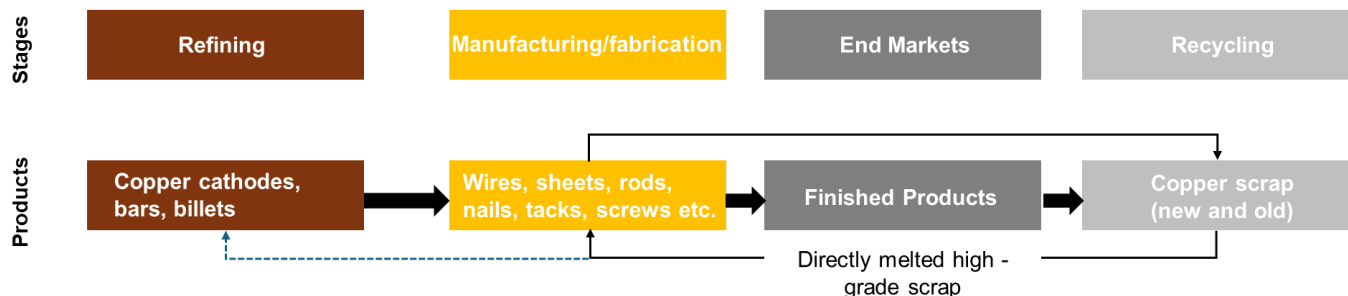 Stages
Refining
Manufacturing/fabrication
End Markets
Recycling
Products
Copper cathodes,
bars, billets
Wires, sheets, rods,
nails, tacks, screws etc.
Finished Products
Copper scrap
(new and old)
Directly melted high -
grade scrap